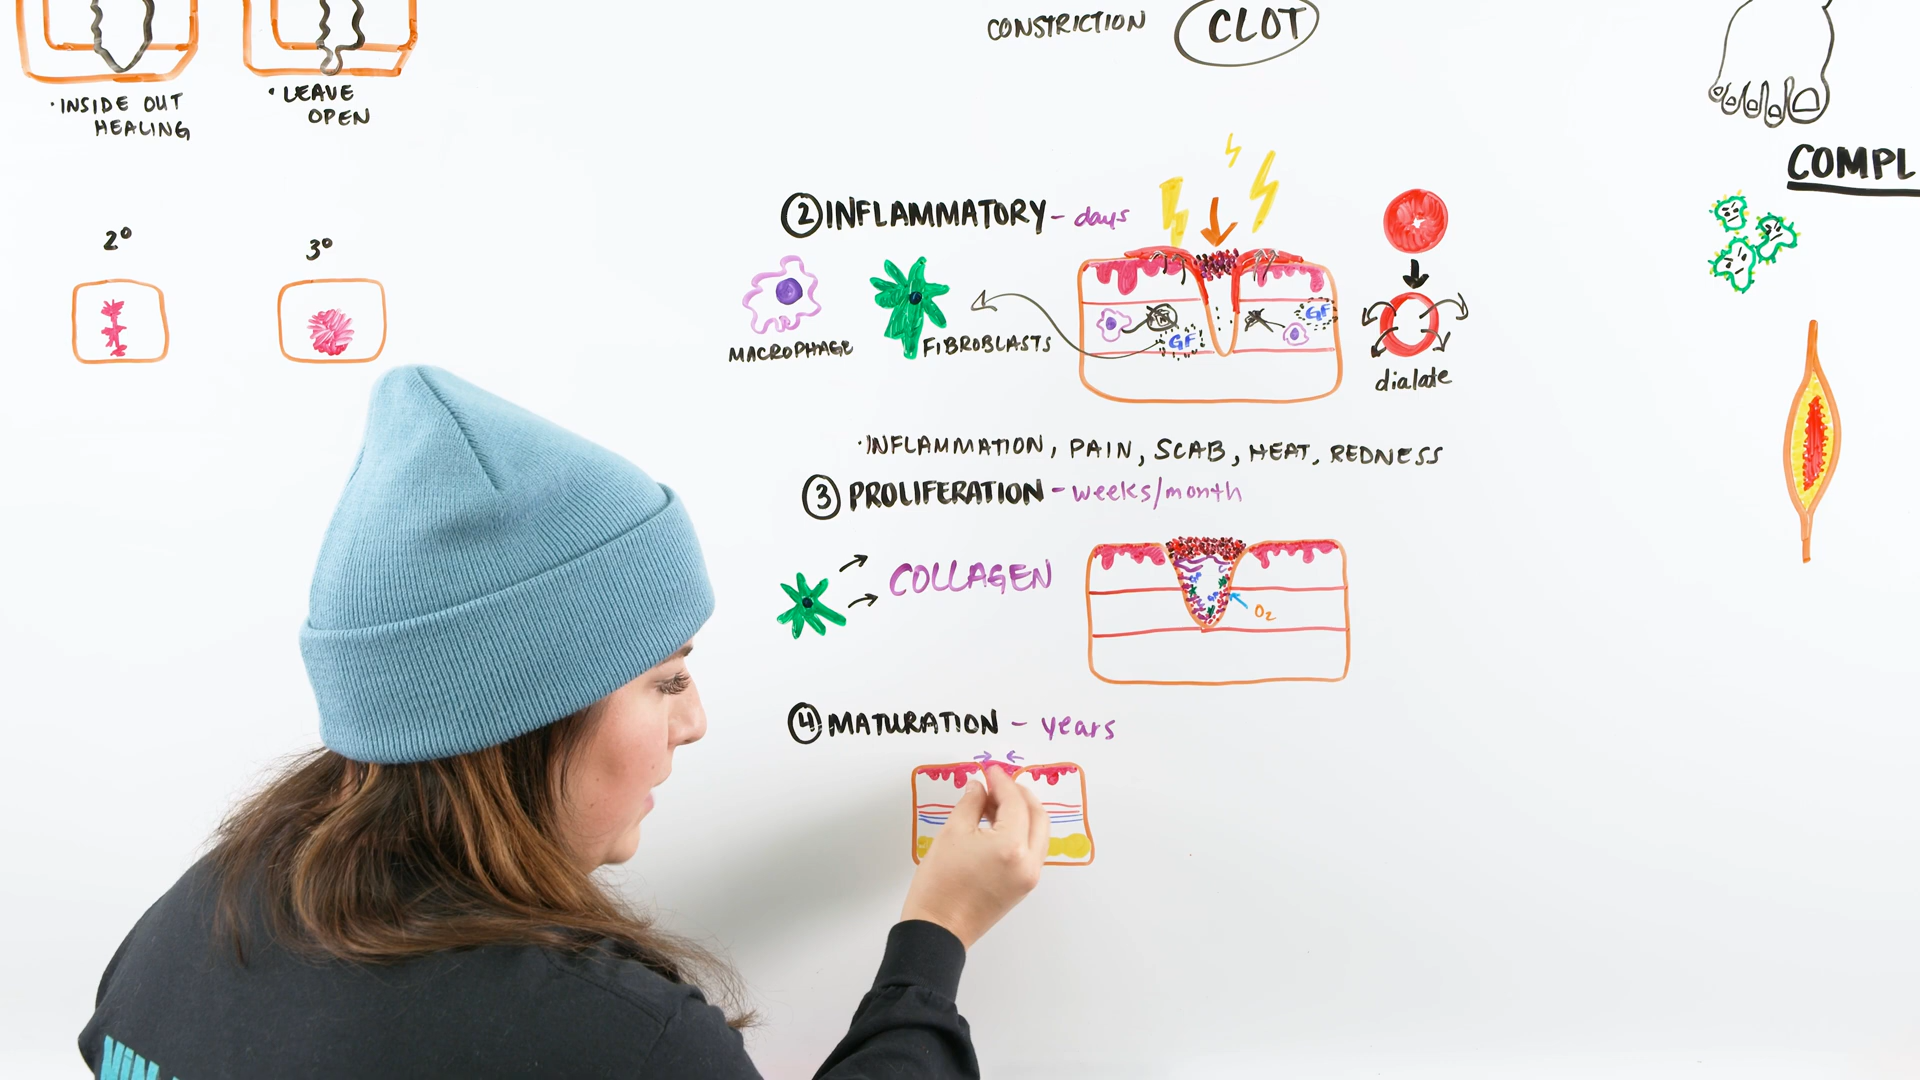 CONSTRICTION CLOT
·INSIDE OUT
HEALING
·LEAVE
OPEN
COMPL
2° 3°
② INFLAMMATORY - days
MACROPHAGE
FIBROBLASTS
GF
GF
dialate
·INFLAMMATION, PAIN, SCAB, HEAT, REDNESS
③ PROLIFERATION - weeks/month
COLLAGEN
O2
④ MATURATION - years